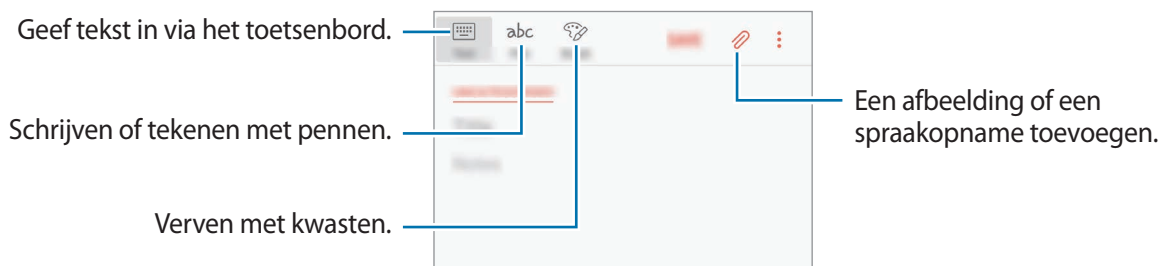 Geef tekst in via het toetsenbord.
abc
Schrijven of tekenen met pennen.
Een afbeelding of een
spraakopname toevoegen.
Verven met kwasten.